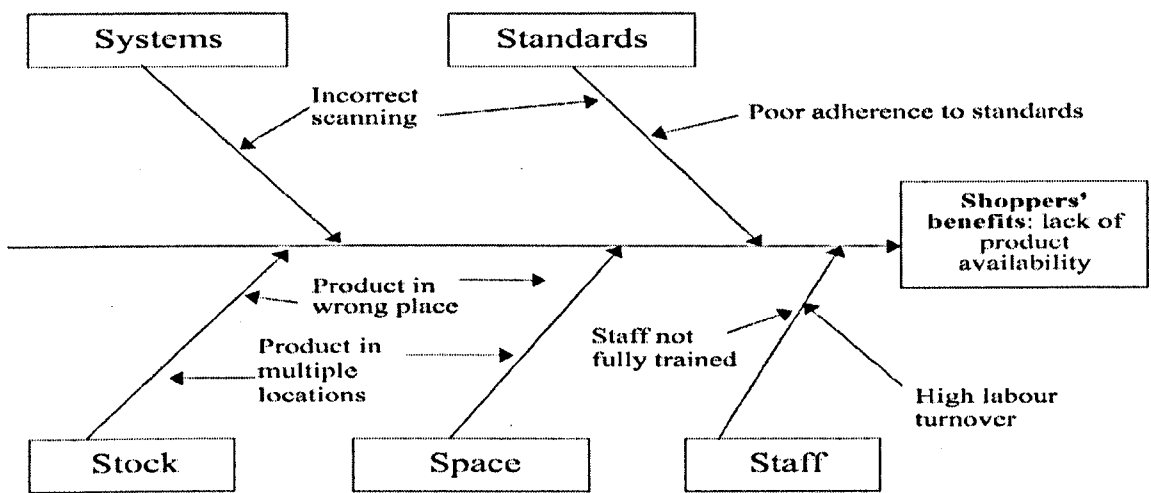 Systems
Standards
Incorrect
scanning
Poor adherence to standards
Shoppers'
benefits: lack of
product
availability
Product in
wrong place
Product in
multiple
locations
Staff not
fully trained
High labour
turnover
Stock
Space
Staff